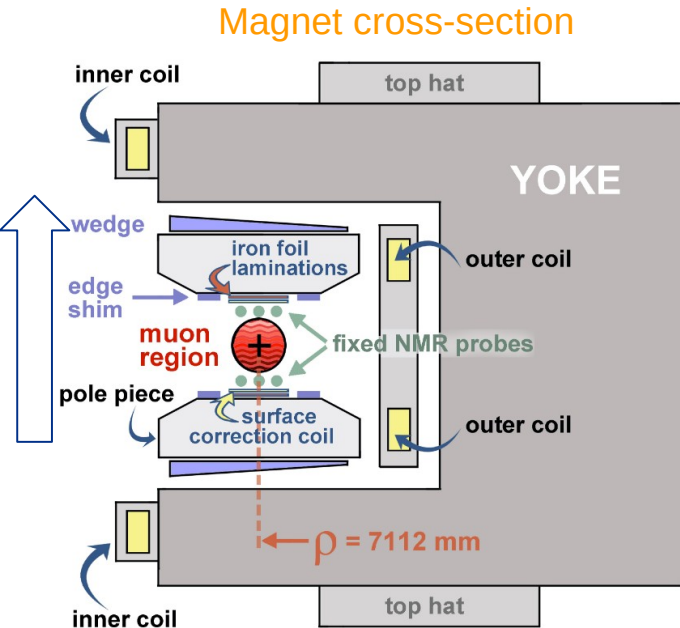 Magnet cross-section
inner coil
top hat
YOKE
wedge
iron foil
laminations
outer coil
edge
shim
muon
region
+
fixed NMR probes
pole piece
surface
correction coil
outer coil
ρ = 7112 mm
inner coil
top hat